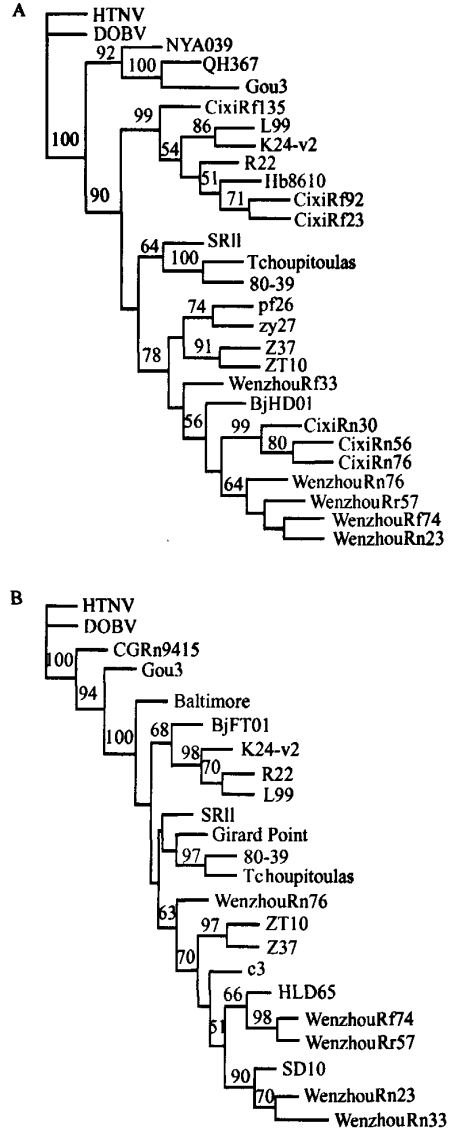 A
HTNV
DOBV
92 NYA039
100 QH367
Gou3
100
99 CixiRf135
86 L99
54 K24-v2
R22
51 Hb8610
90 71 CixiRf92
CixiRf23
64 SRll
100 Tchoupitoulas
80-39
74 pf26
zy27
78 91 Z37
ZT10
WenzhouRf33
56 BjHD01
99 CixiRn30
80 CixiRn56
CixiRn76
64 WenzhouRn76
WenzhouRr57
WenzhouRf74
WenzhouRn23
B
HTNV
DOBV
100 CGRn9415
94 Gou3
Baltimore
100
68 BjFT01
98 K24-v2
70 R22
L99
SRll
Girard Point
97 80-39
Tchoupitoulas
63 WenzhouRn76
97 ZT10
70 Z37
c3
66 HLD65
51 98 WenzhouRf74
WenzhouRr57
90 SD10
70 WenzhouRn23
WenzhouRn33